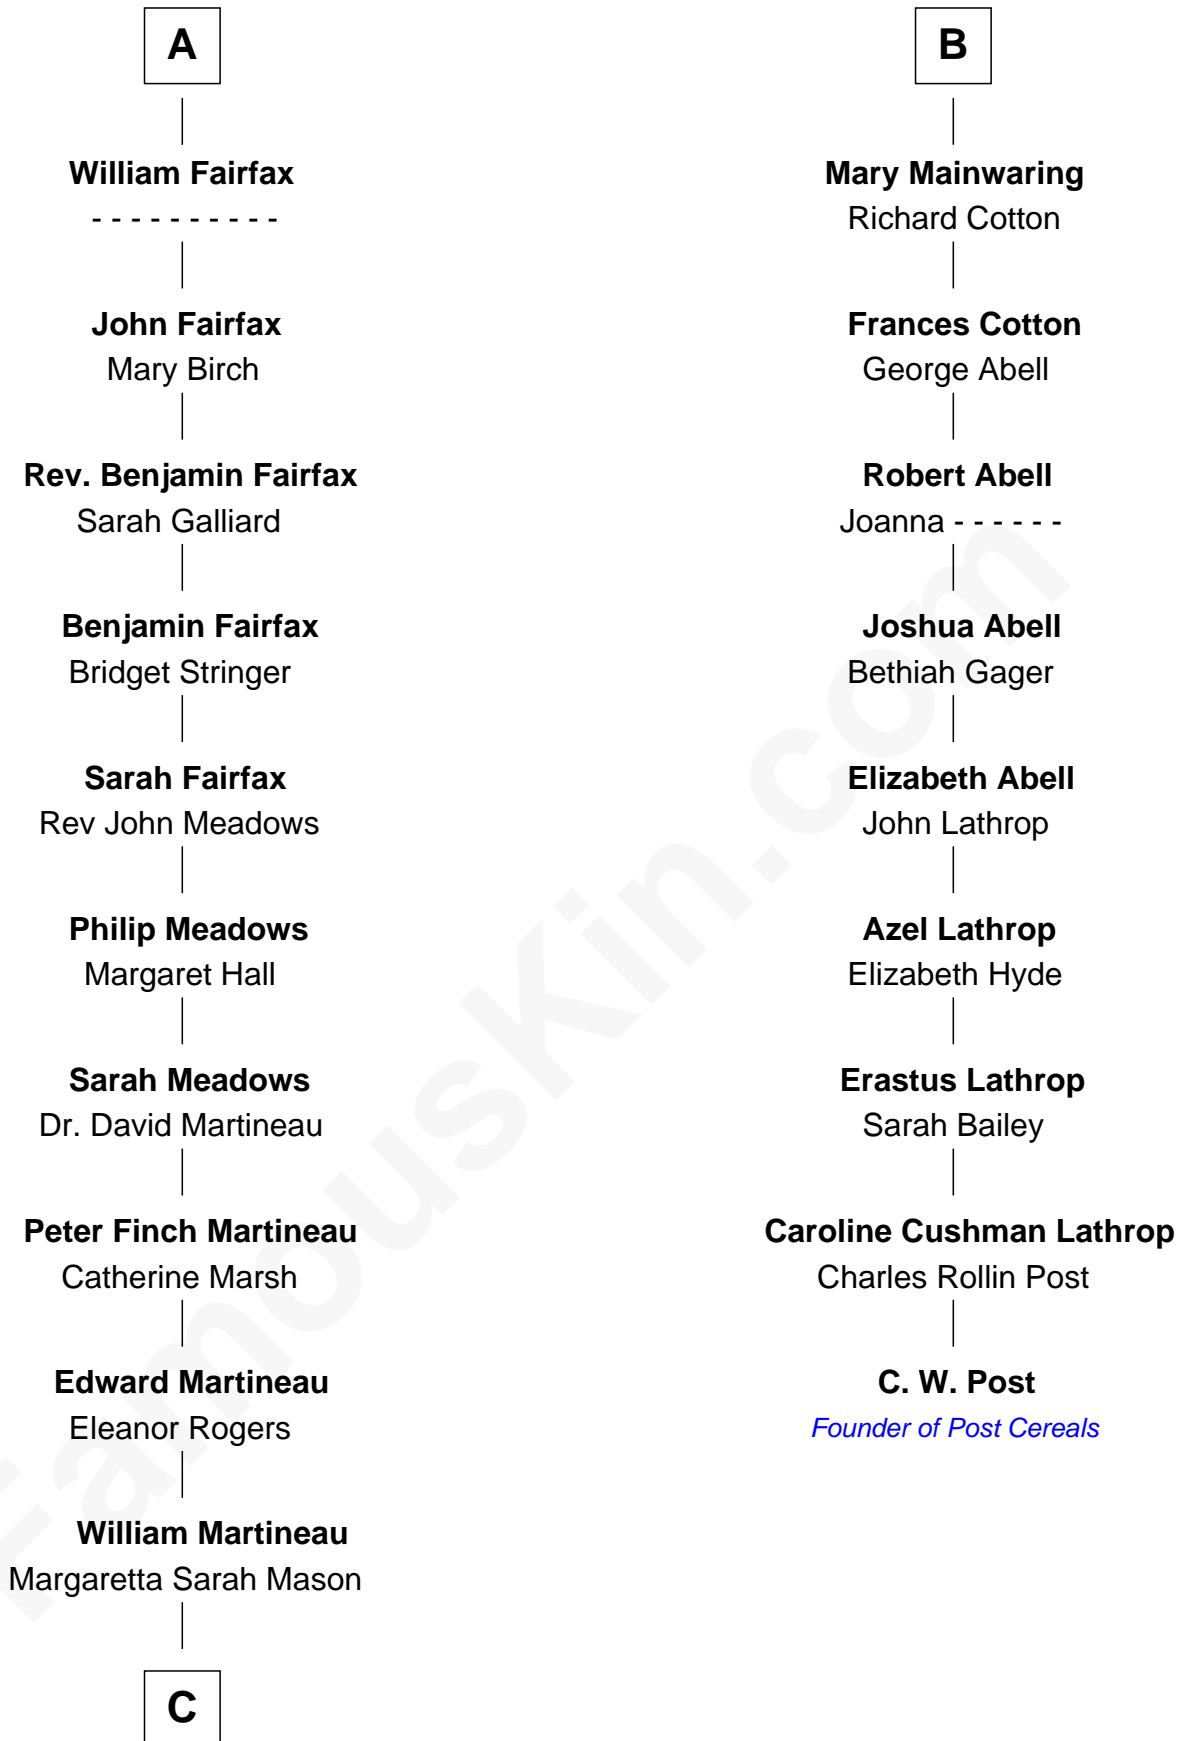 A
William Fairfax
- - - - - - - - - -
John Fairfax
Mary Birch
Rev. Benjamin Fairfax
Sarah Galliard
Benjamin Fairfax
Bridget Stringer
Sarah Fairfax
Rev John Meadows
Philip Meadows
Margaret Hall
Sarah Meadows
Dr. David Martineau
Peter Finch Martineau
Catherine Marsh
Edward Martineau
Eleanor Rogers
William Martineau
Margaretta Sarah Mason
C
B
Mary Mainwaring
Richard Cotton
Frances Cotton
George Abell
Robert Abell
Joanna - - - - - -
Joshua Abell
Bethiah Gager
Elizabeth Abell
John Lathrop
Azel Lathrop
Elizabeth Hyde
Erastus Lathrop
Sarah Bailey
Caroline Cushman Lathrop
Charles Rollin Post
C. W. Post
Founder of Post Cereals
FamousKin.com